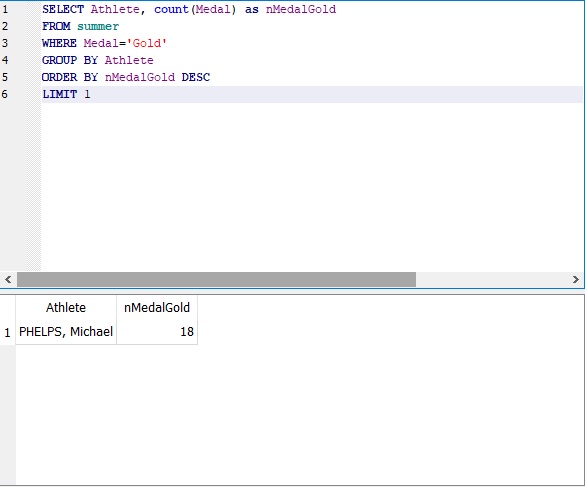 1 SELECT Athlete, count(Medal) as nMedalGold
2 FROM summer
3 WHERE Medal='Gold'
4 GROUP BY Athlete
5 ORDER BY nMedalGold DESC
6 LIMIT 1
Athlete nMedalGold
1 PHELPS, Michael 18